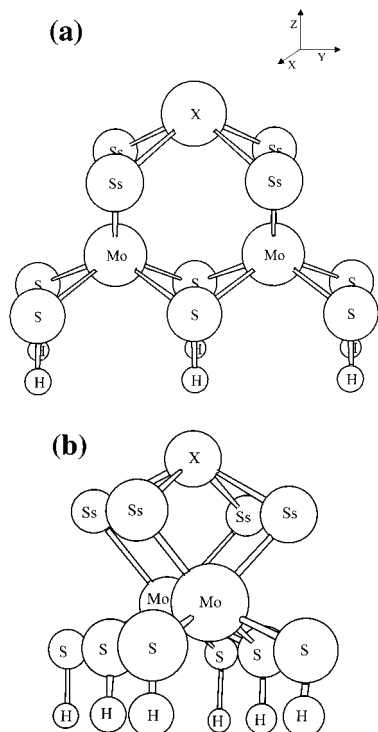 (a)
Z
X Y
X
Ss Ss
Ss Ss
Mo Mo
S S S
S S S
H H
H H H
(b)
X
Ss Ss Ss Ss
Mo Mo
S S S S S S
H H H H H H